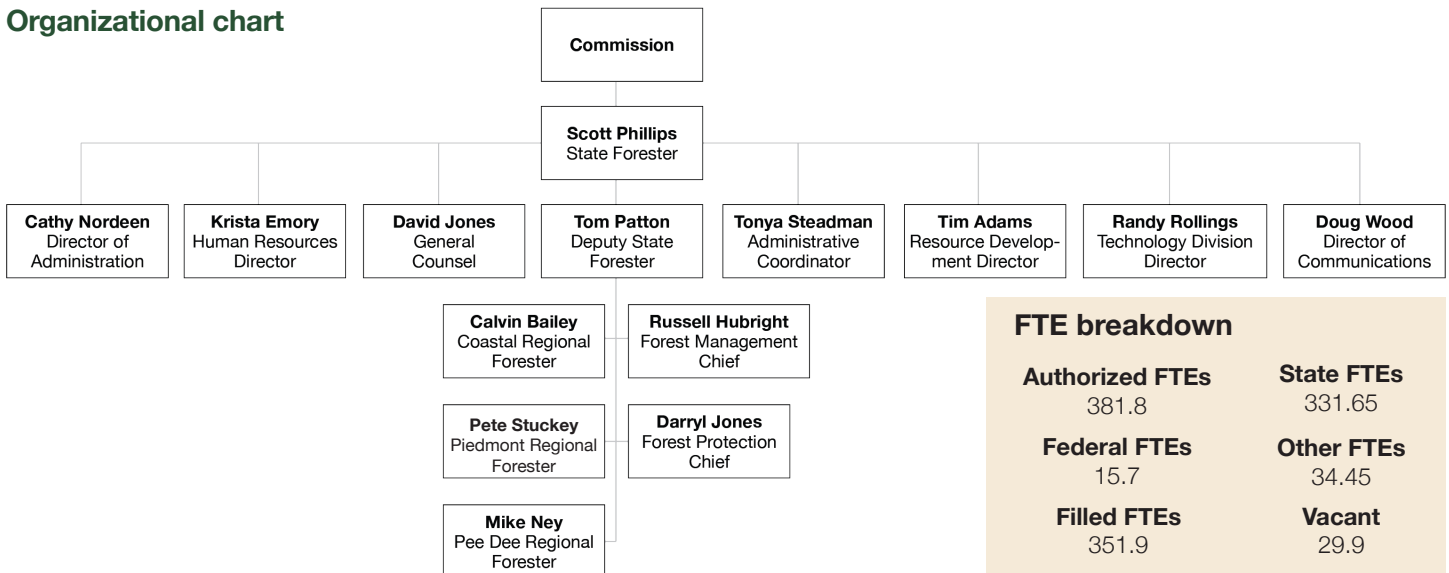 Organizational chart
Commission
Scott Phillips
State Forester
Cathy Nordeen
Director of
Administration
Krista Emory
Human Resources
Director
David Jones
General
Counsel
Tom Patton
Deputy State
Forester
Tonya Steadman
Administrative
Coordinator
Tim Adams
Resource Develop-
ment Director
Randy Rollings
Technology Division
Director
Doug Wood
Director of
Communications
Calvin Bailey
Coastal Regional
Forester
Russell Hubright
Forest Management
Chief
Pete Stuckey
Piedmont Regional
Forester
Darryl Jones
Forest Protection
Chief
Mike Ney
Pee Dee Regional
Forester
FTE breakdown
Authorized FTEs
381.8
State FTEs
331.65
Federal FTEs
15.7
Other FTEs
34.45
Filled FTEs
351.9
Vacant
29.9